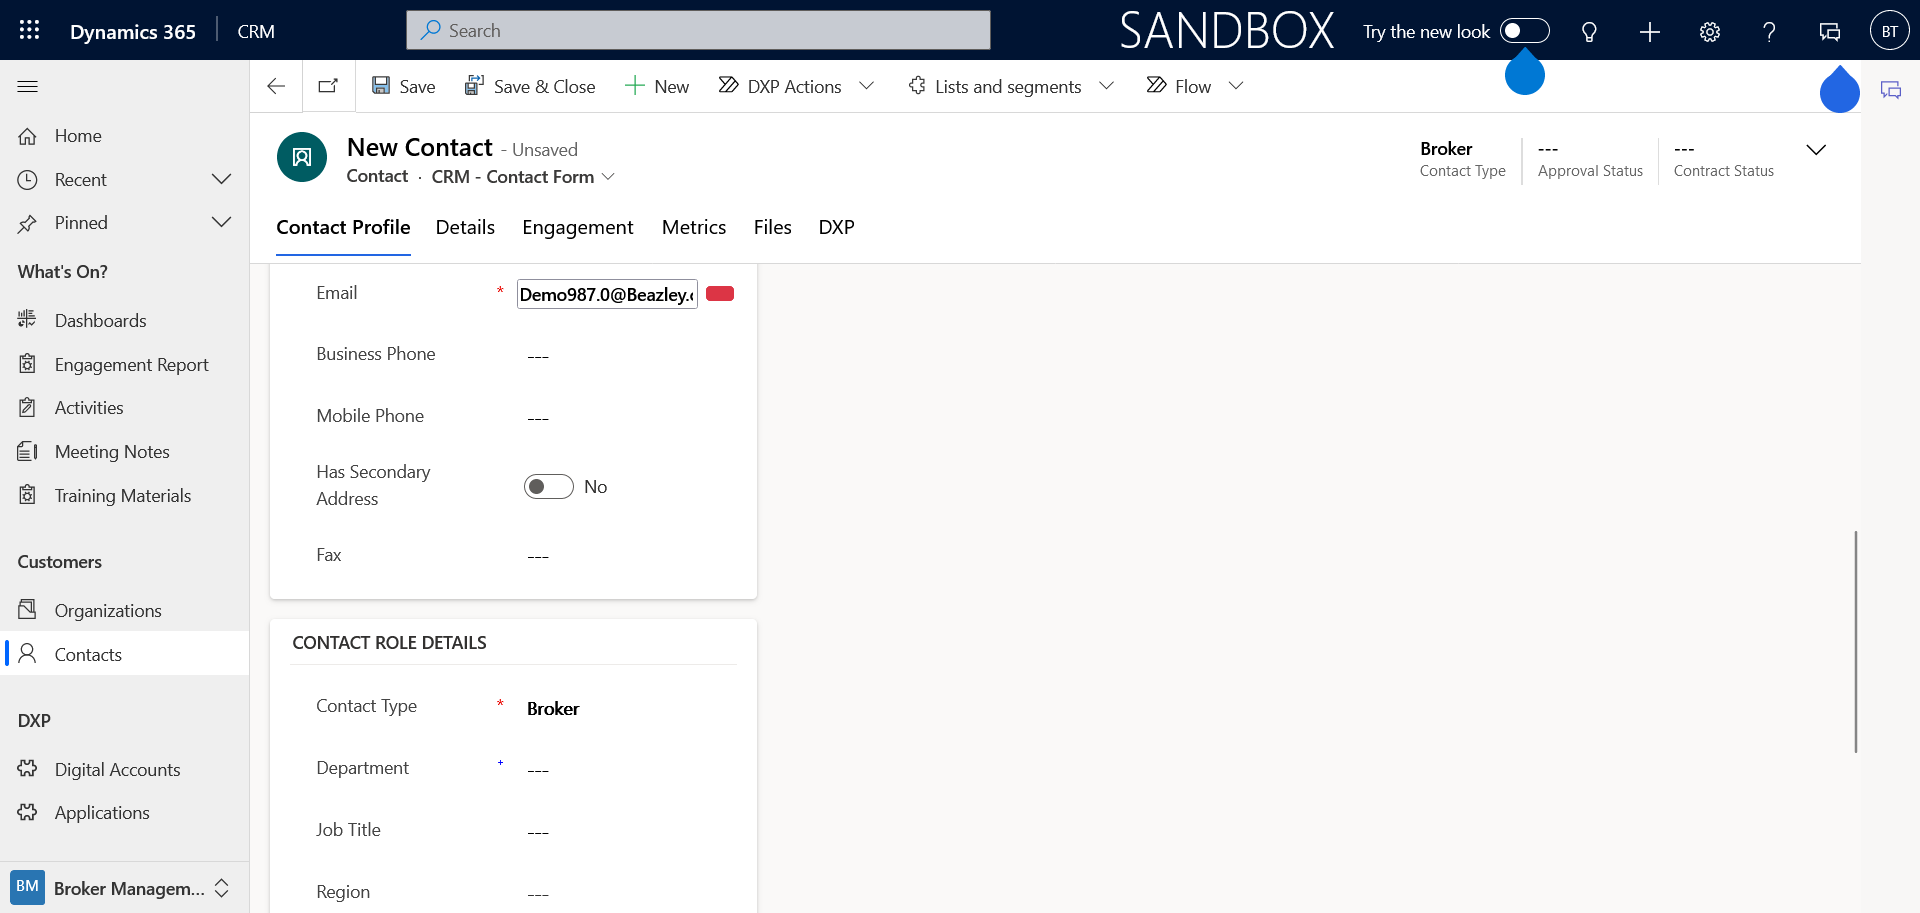 Dynamics 365 CRM Search SANDBOX Try the new look BT
Save Save & Close New DXP Actions Lists and segments Flow
New Contact - Unsaved
Contact · CRM - Contact Form
Broker
Contact Type
---
Approval Status
---
Contract Status
Contact Profile Details Engagement Metrics Files DXP
Home
Recent
Pinned
What's On?
Dashboards
Engagement Report
Activities
Meeting Notes
Training Materials
Customers
Organizations
Contacts
DXP
Digital Accounts
Applications
BM Broker Managem...
Email * Demo987.0@Beazley.
Business Phone ---
Mobile Phone ---
Has Secondary
Address
No
Fax ---
CONTACT ROLE DETAILS
Contact Type * Broker
Department + ---
Job Title ---
Region ---